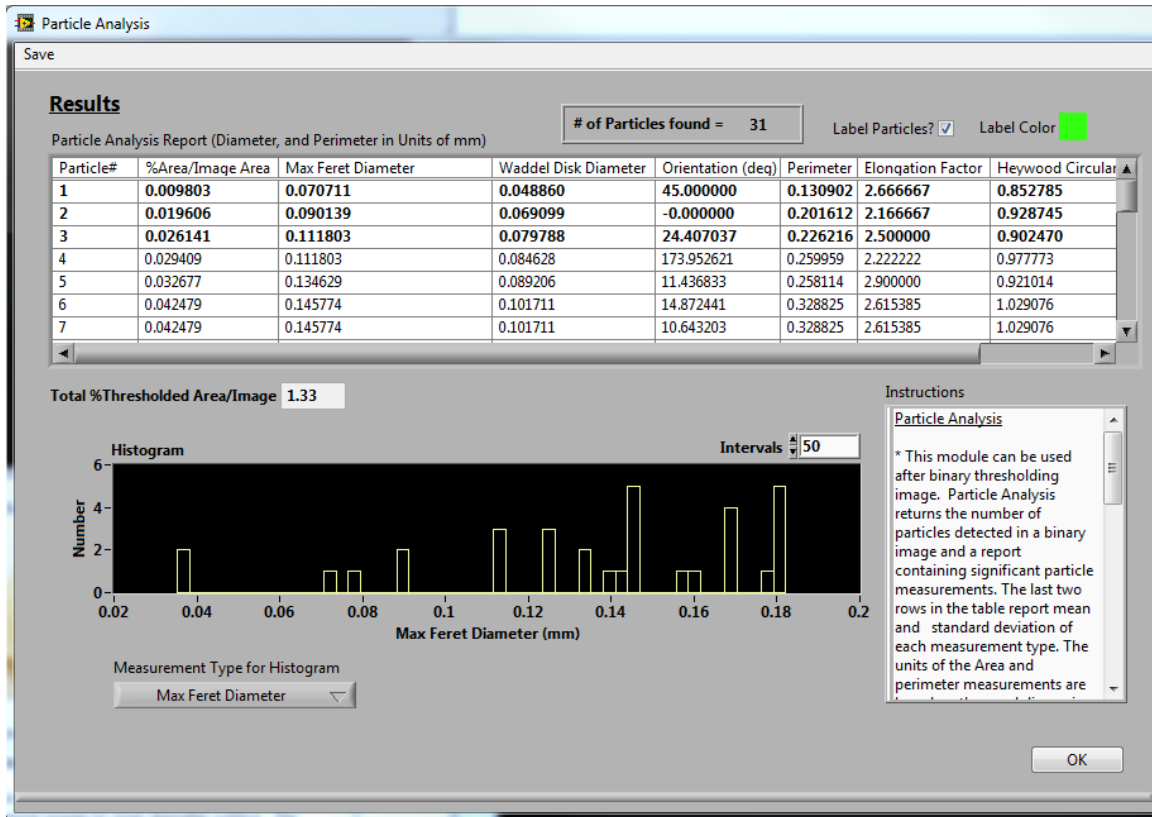 Particle Analysis
Save
Results
# of Particles found = 31
Label Particles?
Label Color
Particle Analysis Report (Diameter, and Perimeter in Units of mm)
Particle# %Area/Image Area Max Feret Diameter Waddel Disk Diameter Orientation (deg) Perimeter Elongation Factor Heywood Circular
1 0.009803 0.070711 0.048860 45.000000 0.130902 2.666667 0.852785
2 0.019606 0.090139 0.069099 -0.000000 0.201612 2.166667 0.928745
3 0.026141 0.111803 0.079788 24.407037 0.226216 2.500000 0.902470
4 0.029409 0.111803 0.084628 173.952621 0.259959 2.222222 0.977773
5 0.032677 0.134629 0.089206 11.436833 0.258114 2.900000 0.921014
6 0.042479 0.145774 0.101711 14.872441 0.328825 2.615385 1.029076
7 0.042479 0.145774 0.101711 10.643203 0.328825 2.615385 1.029076
Total %Thresholded Area/Image 1.33
Histogram
Intervals 50
Number
6
4
2
0
0.02 0.04 0.06 0.08 0.1 0.12 0.14 0.16 0.18 0.2
Max Feret Diameter (mm)
Measurement Type for Histogram
Max Feret Diameter
Instructions
Particle Analysis
* This module can be used
after binary thresholding
image. Particle Analysis
returns the number of
particles detected in a binary
image and a report
containing significant particle
measurements. The last two
rows in the table report mean
and standard deviation of
each measurement type. The
units of the Area and
perimeter measurements are
OK